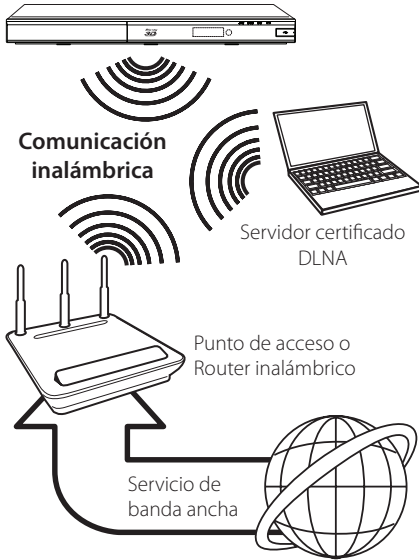 3D
Comunicación
inalámbrica
Servidor certificado
DLNA
Punto de acceso o
Router inalámbrico
Servicio de
banda ancha